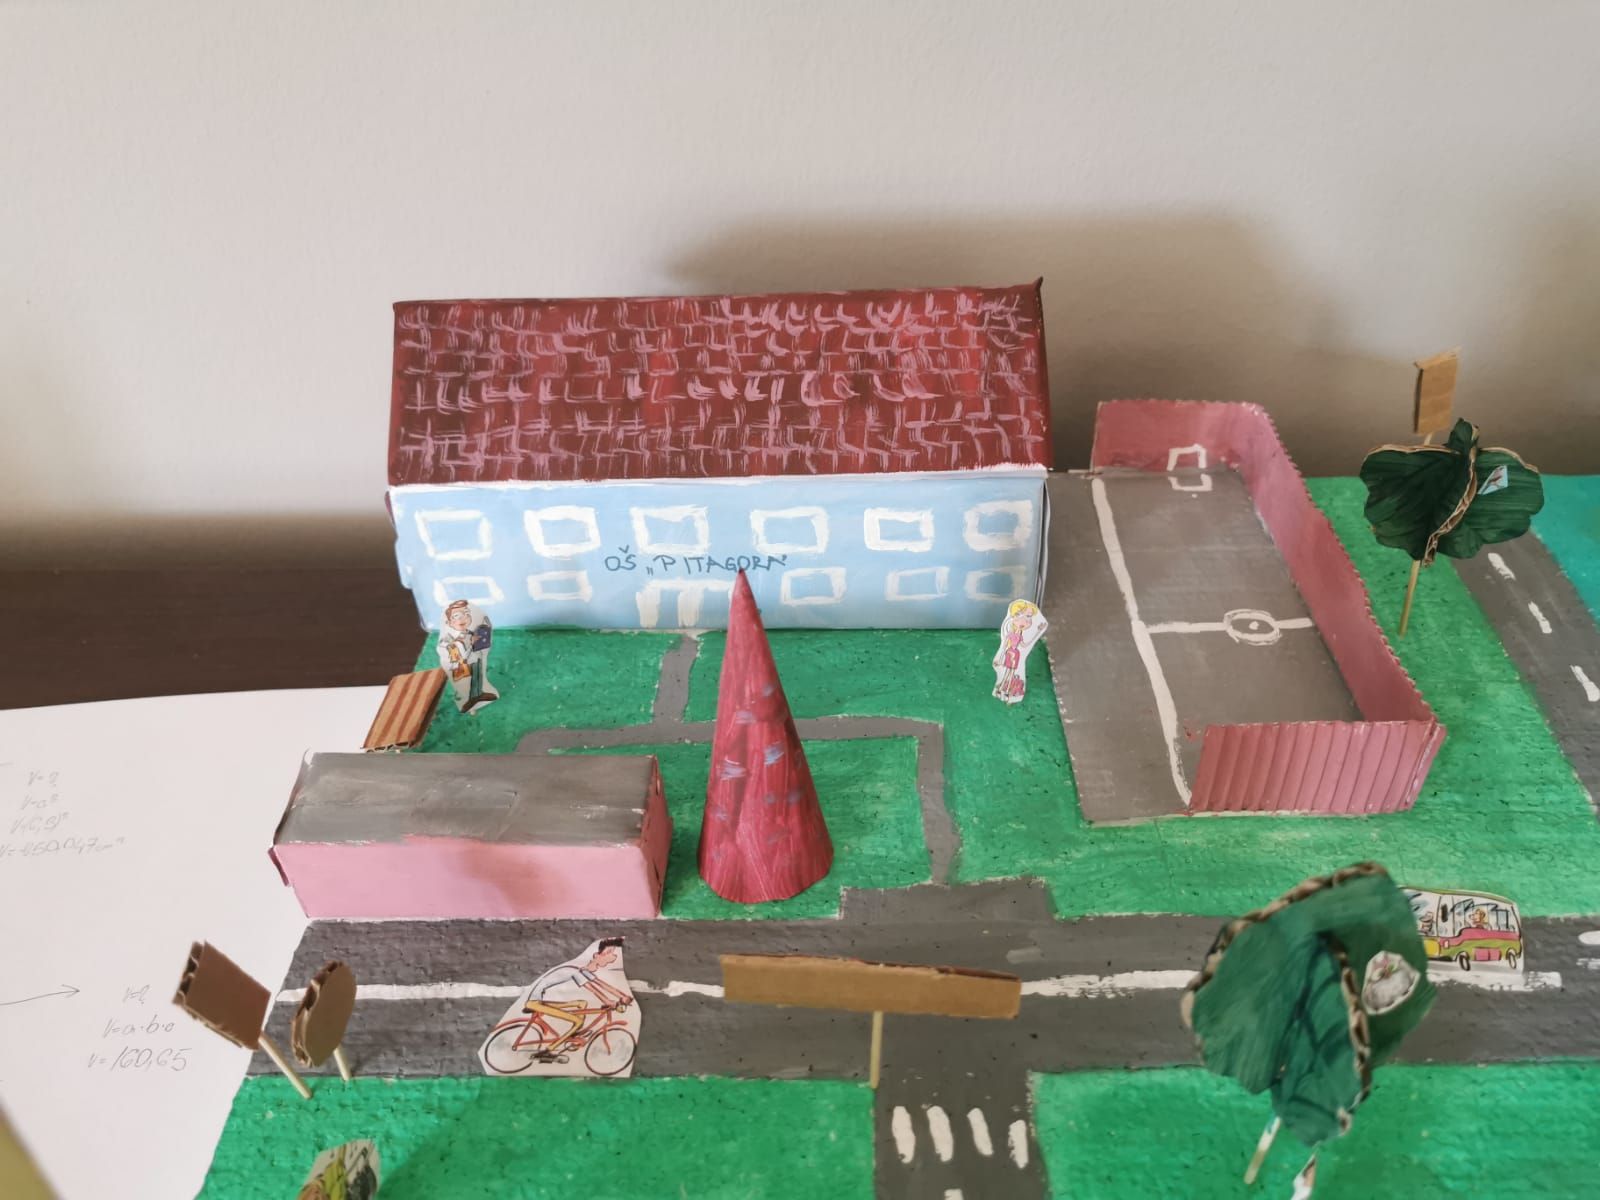 OŠ „PITAGORA"
V=?
V=a³
V=?
V=a·b·c
V=160,65